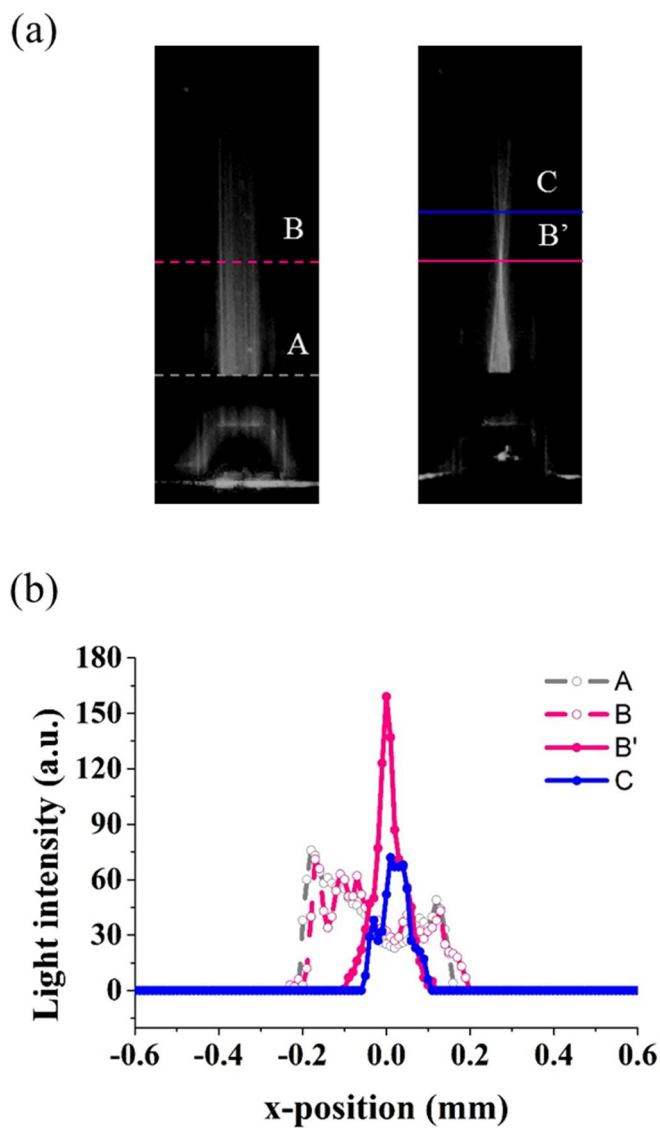 (a)
C
B
B’
A
(b)
180
150
120
90
60
30
0
Light intensity (a.u.)
A
B
B'
C
-0.6 -0.4 -0.2 0.0 0.2 0.4 0.6
x-position (mm)